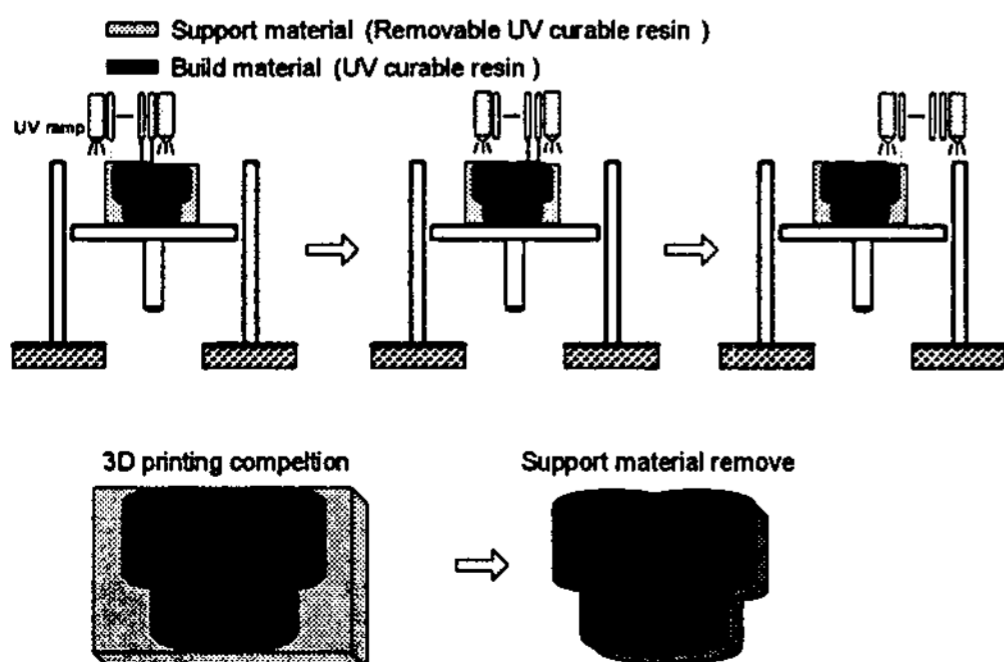 Support material (Removable UV curable resin )
Build material (UV curable resin )
UV ramp
3D printing compeltion
Support material remove